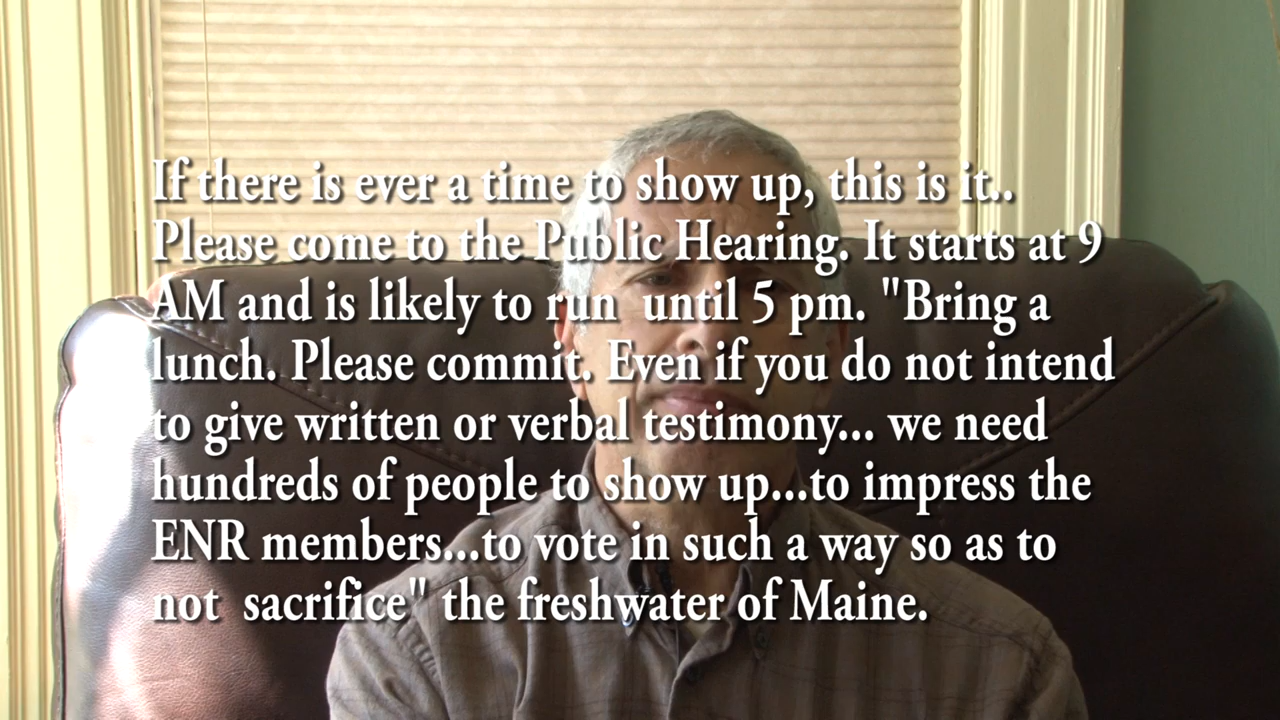 If there is ever a time to show up, this is it..
Please come to the Public Hearing. It starts at 9
AM and is likely to run  until 5 pm. "Bring a
lunch. Please commit. Even if you do not intend
to give written or verbal testimony... we need
hundreds of people to show up...to impress the
ENR members...to vote in such a way so as to
not  sacrifice" the freshwater of Maine.